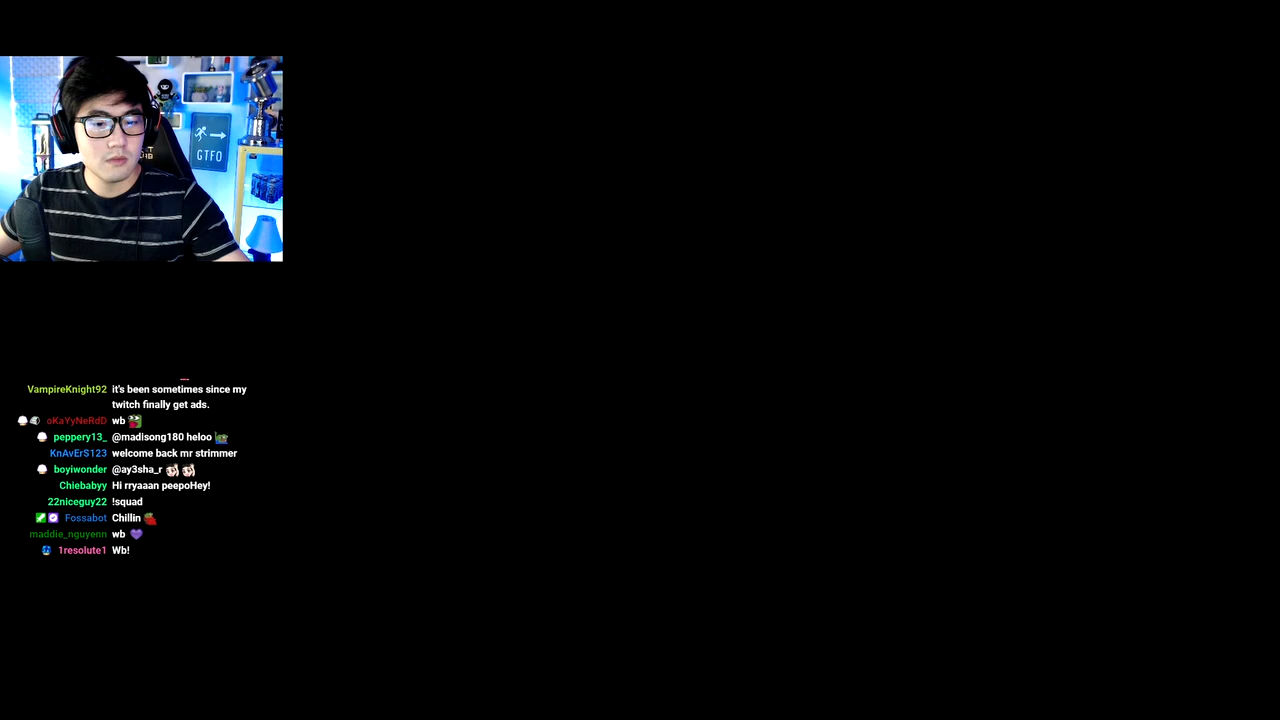 GTFO
VampireKnight92 it's been sometimes since my
twitch finally get ads.
oKaYyNeRdD wb
peppery13_ @madisong180 heloo
KnAvErS123 welcome back mr strimmer
boyiwonder @ay3sha_r
Chiebabyy Hi rryaaan peepoHey!
22niceguy22 !squad
Fossabot Chillin
maddie_nguyenn wb
1resolute1 Wb!